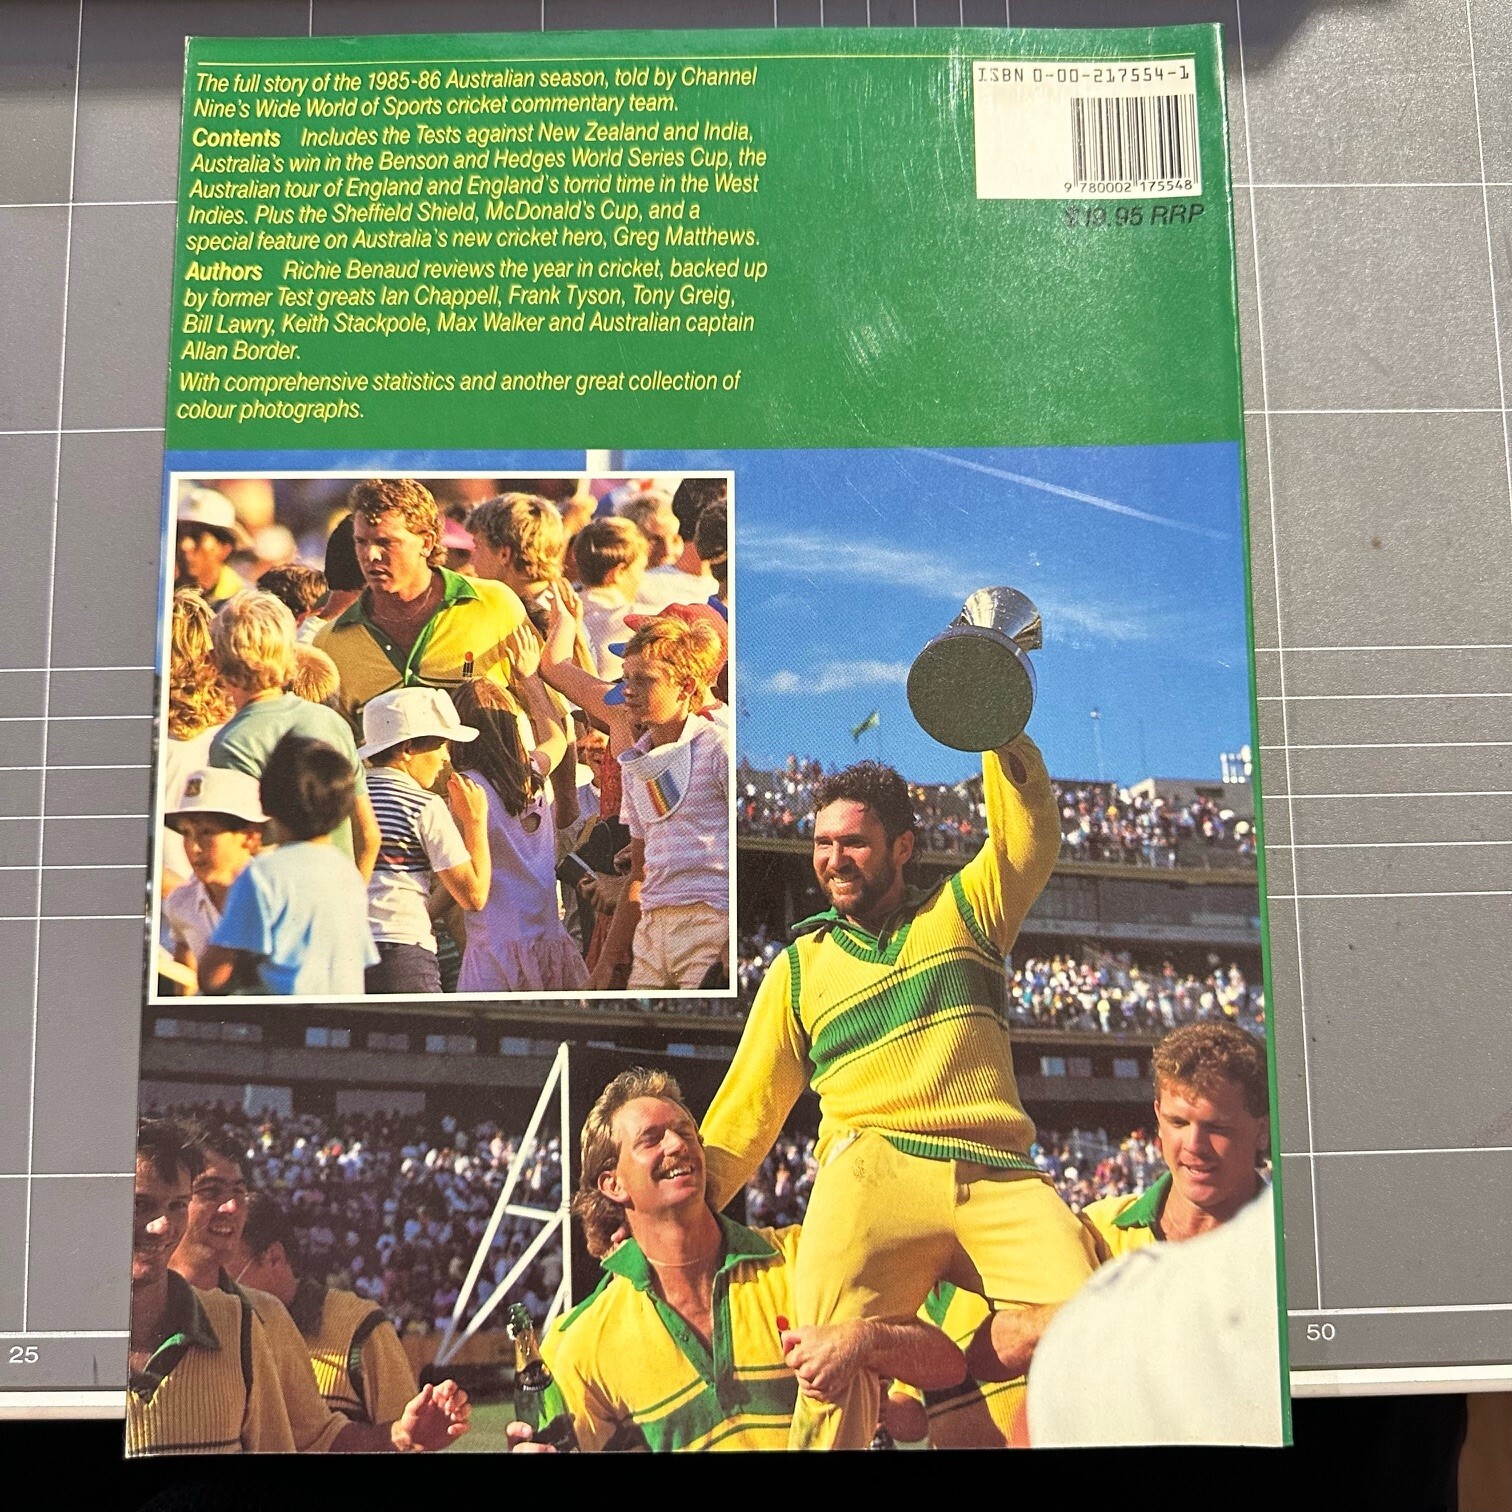 The full story of the 1985-86 Australian season, told by Channel
Nine's Wide World of Sports cricket commentary team.
Contents Includes the Tests against New Zealand and India,
Australia's win in the Benson and Hedges World Series Cup, the
Australian tour of England and England's torrid time in the West
Indies. Plus the Sheffield Shield, McDonald's Cup, and a
special feature on Australia's new cricket hero, Greg Matthews.
Authors Richie Benaud reviews the year in cricket, backed up
by former Test greats Ian Chappell, Frank Tyson, Tony Greig,
Bill Lawry, Keith Stackpole, Max Walker and Australian captain
Allan Border.
With comprehensive statistics and another great collection of
colour photographs.
ISBN 0-00-217554-1
9 780002 175548
$19.95 RRP
25
50